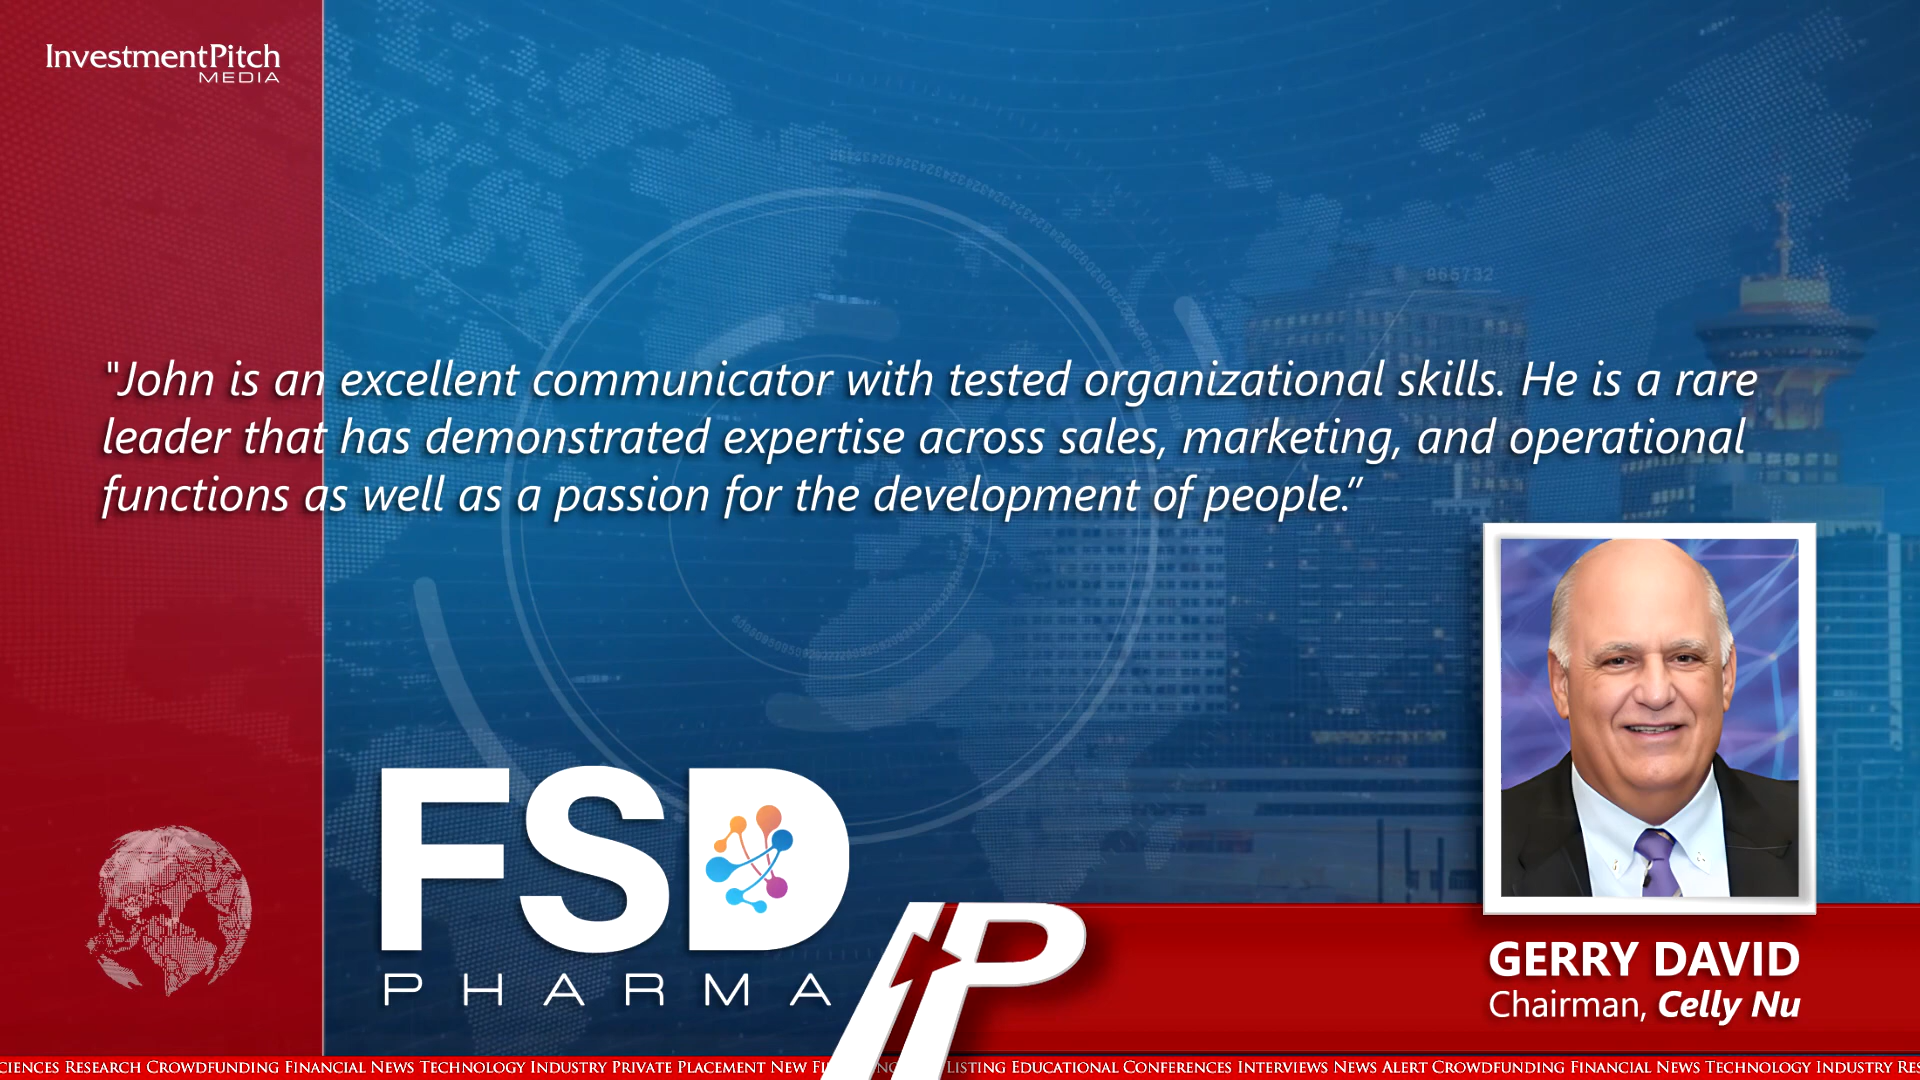 InvestmentPitch
MEDIA
865732
"John is an excellent communicator with tested organizational skills. He is a rare
leader that has demonstrated expertise across sales, marketing, and operational
functions as well as a passion for the development of people.”
FSD
PHARMA
IP
GERRY DAVID
Chairman, Celly Nu
CIENCES RESEARCH CROWDFUNDING FINANCIAL NEWS TECHNOLOGY INDUSTRY PRIVATE PLACEMENT NEW LISTING EDUCATIONAL CONFERENCES INTERVIEWS NEWS ALERT CROWDFUNDING FINANCIAL NEWS TECHNOLOGY INDUSTRY RES